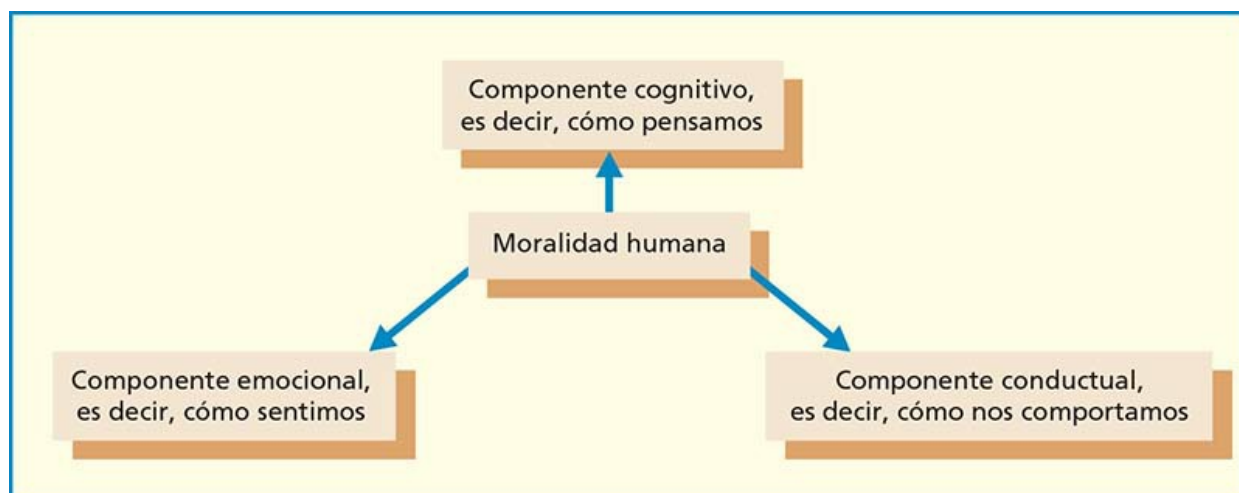 Componente cognitivo,
es decir, cómo pensamos
Moralidad humana
Componente emocional,
es decir, cómo sentimos
Componente conductual,
es decir, cómo nos comportamos